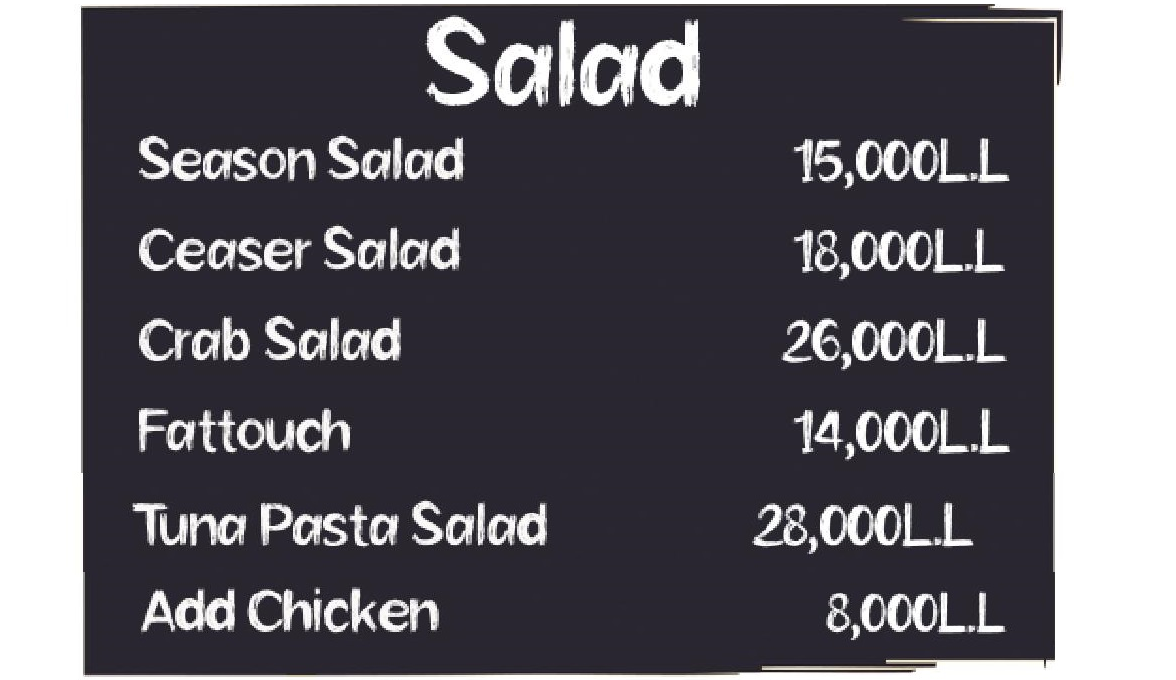 Salad
Season Salad 15,000L.L
Ceaser Salad 18,000L.L
Crab Salad 26,000L.L
Fattouch 14,000L.L
Tuna Pasta Salad 28,000L.L
Add Chicken 8,000L.L